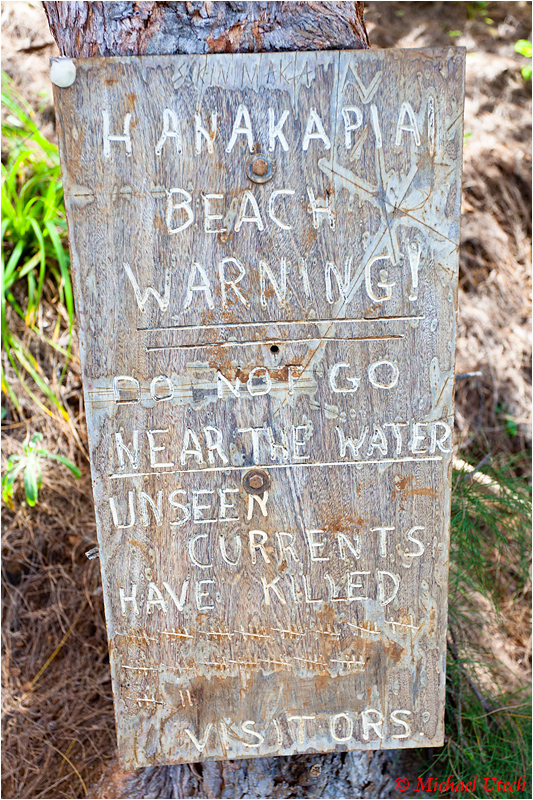 HANAKAPIAI
BEACH
WARNING!
DO NOT GO
NEAR THE WATER
UNSEEN
CURRENTS
HAVE KILLED
VISITORS
© Michael Utech